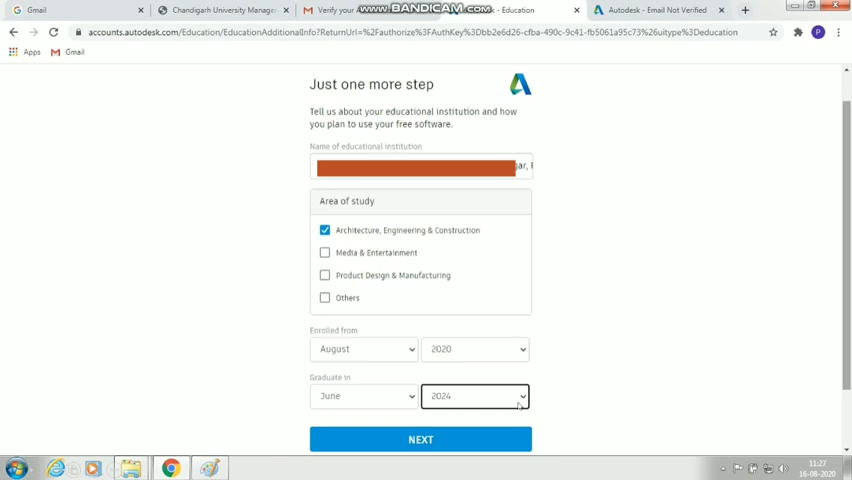 Gmail
Chandigarh University Manage
Verify your A
www.BANDICAM.com
k - Education
Autodesk - Email Not Verified
accounts.autodesk.com/Education/EducationAdditionalInfo?ReturnUrl=%2Fauthorize%3FAuthKey%3Dbb2e6d26-cfba-490c-9c41-fb5061a95c73%26uitype%3Deducation
P
Apps
Gmail
Just one more step
Tell us about your educational institution and how
you plan to use your free software.
Name of educational institution
gar,
Area of study
Architecture, Engineering & Construction
Media & Entertainment
Product Design & Manufacturing
Others
Enrolled from
August
2020
Graduate in
June
2024
NEXT
11:27
16-08-2020